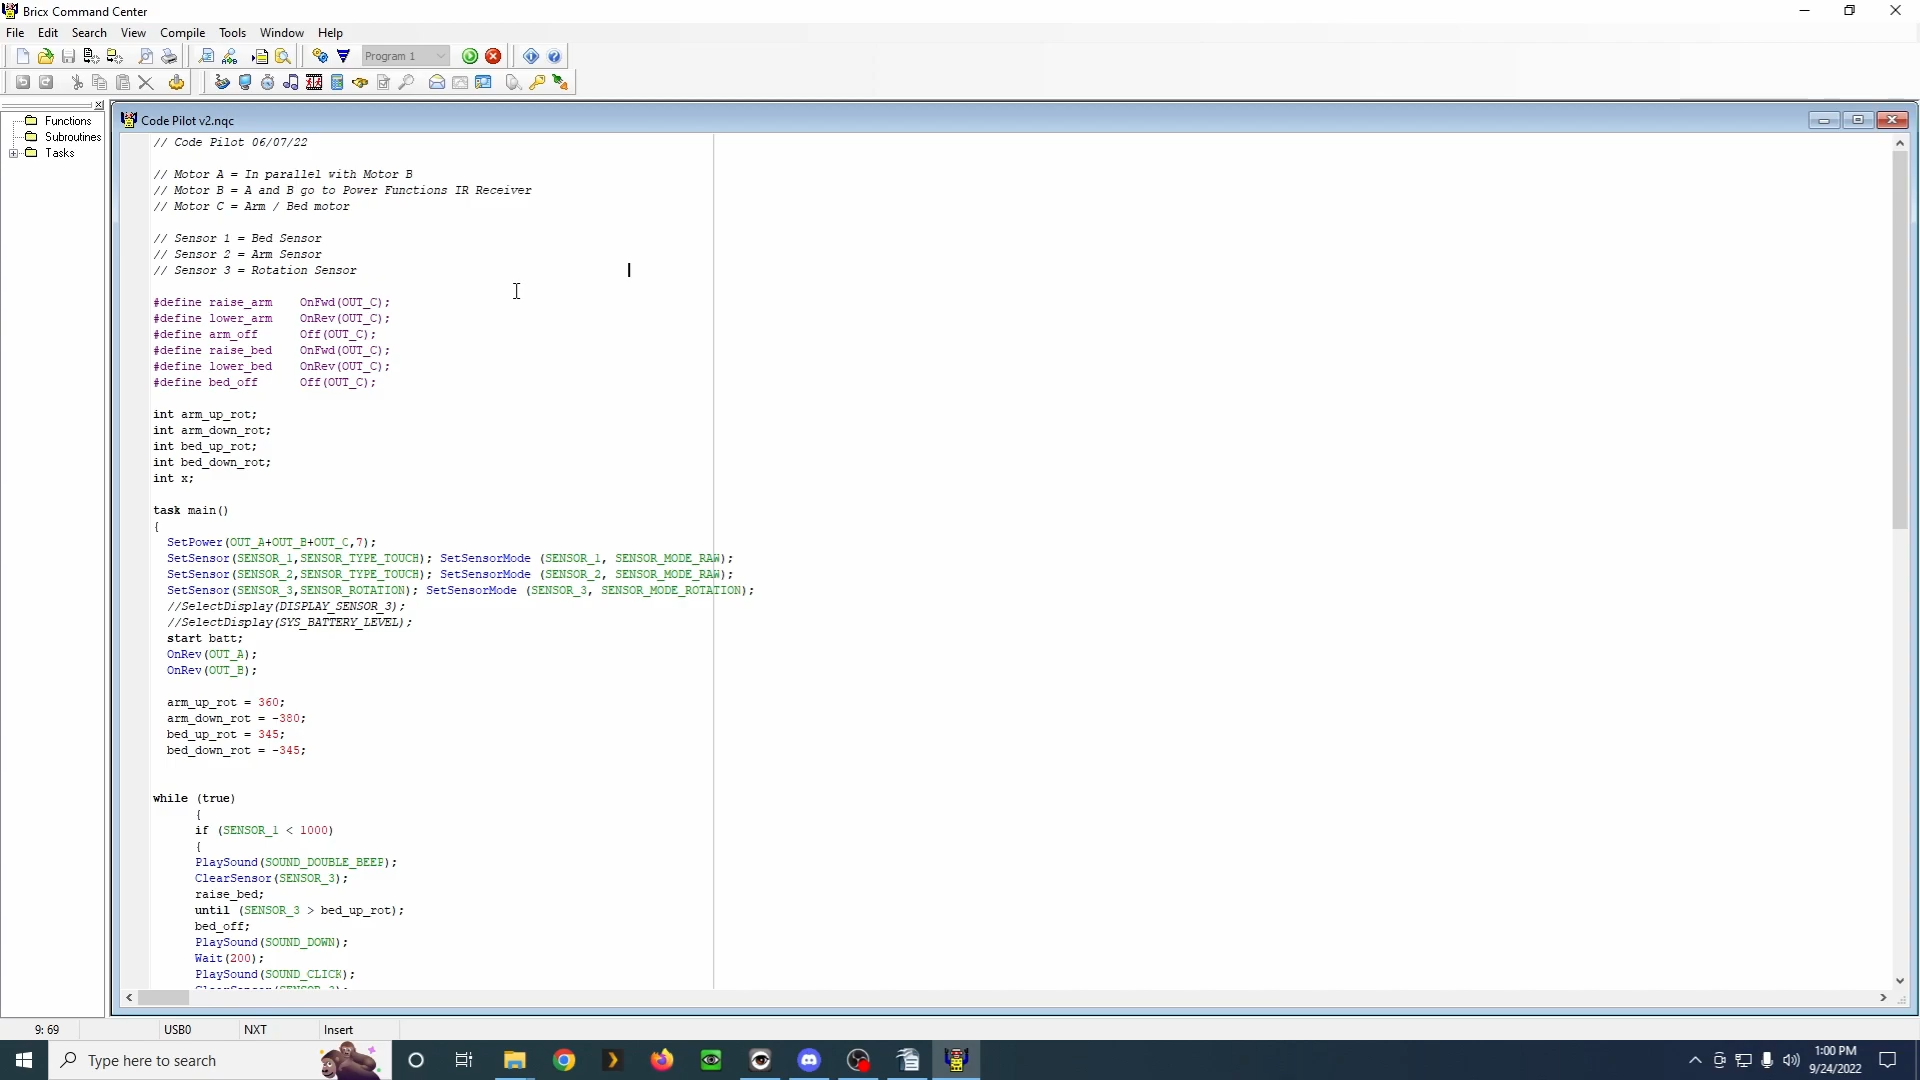 Bricx Command Center
File Edit Search View Compile Tools Window Help
Program 1
Functions
Subroutines
Tasks
Code Pilot v2.nqc
// Code Pilot 06/07/22
// Motor A = In parallel with Motor B
// Motor B = A and B go to Power Functions IR Receiver
// Motor C = Arm / Bed motor
// Sensor 1 = Bed Sensor
// Sensor 2 = Arm Sensor
// Sensor 3 = Rotation Sensor
#define raise_arm    OnFwd(OUT_C);
#define lower_arm    OnRev(OUT_C);
#define arm_off      Off(OUT_C);
#define raise_bed    OnFwd(OUT_C);
#define lower_bed    OnRev(OUT_C);
#define bed_off      Off(OUT_C);
int arm_up_rot;
int arm_down_rot;
int bed_up_rot;
int bed_down_rot;
int x;
task main()
{
SetPower(OUT_A+OUT_B+OUT_C,7);
SetSensor(SENSOR_1,SENSOR_TYPE_TOUCH); SetSensorMode (SENSOR_1, SENSOR_MODE_RAW);
SetSensor(SENSOR_2,SENSOR_TYPE_TOUCH); SetSensorMode (SENSOR_2, SENSOR_MODE_RAW);
SetSensor(SENSOR_3,SENSOR_ROTATION); SetSensorMode (SENSOR_3, SENSOR_MODE_ROTATION);
//SelectDisplay(DISPLAY_SENSOR_3);
//SelectDisplay(SYS_BATTERY_LEVEL);
start batt;
OnRev(OUT_A);
OnRev(OUT_B);
arm_up_rot = 360;
arm_down_rot = -380;
bed_up_rot = 345;
bed_down_rot = -345;
while (true)
{
if (SENSOR_1 < 1000)
{
PlaySound(SOUND_DOUBLE_BEEP);
ClearSensor(SENSOR_3);
raise_bed;
until (SENSOR_3 > bed_up_rot);
bed_off;
PlaySound(SOUND_DOWN);
Wait(200);
PlaySound(SOUND_CLICK);
9: 69 USB0 NXT Insert
Type here to search
1:00 PM
9/24/2022